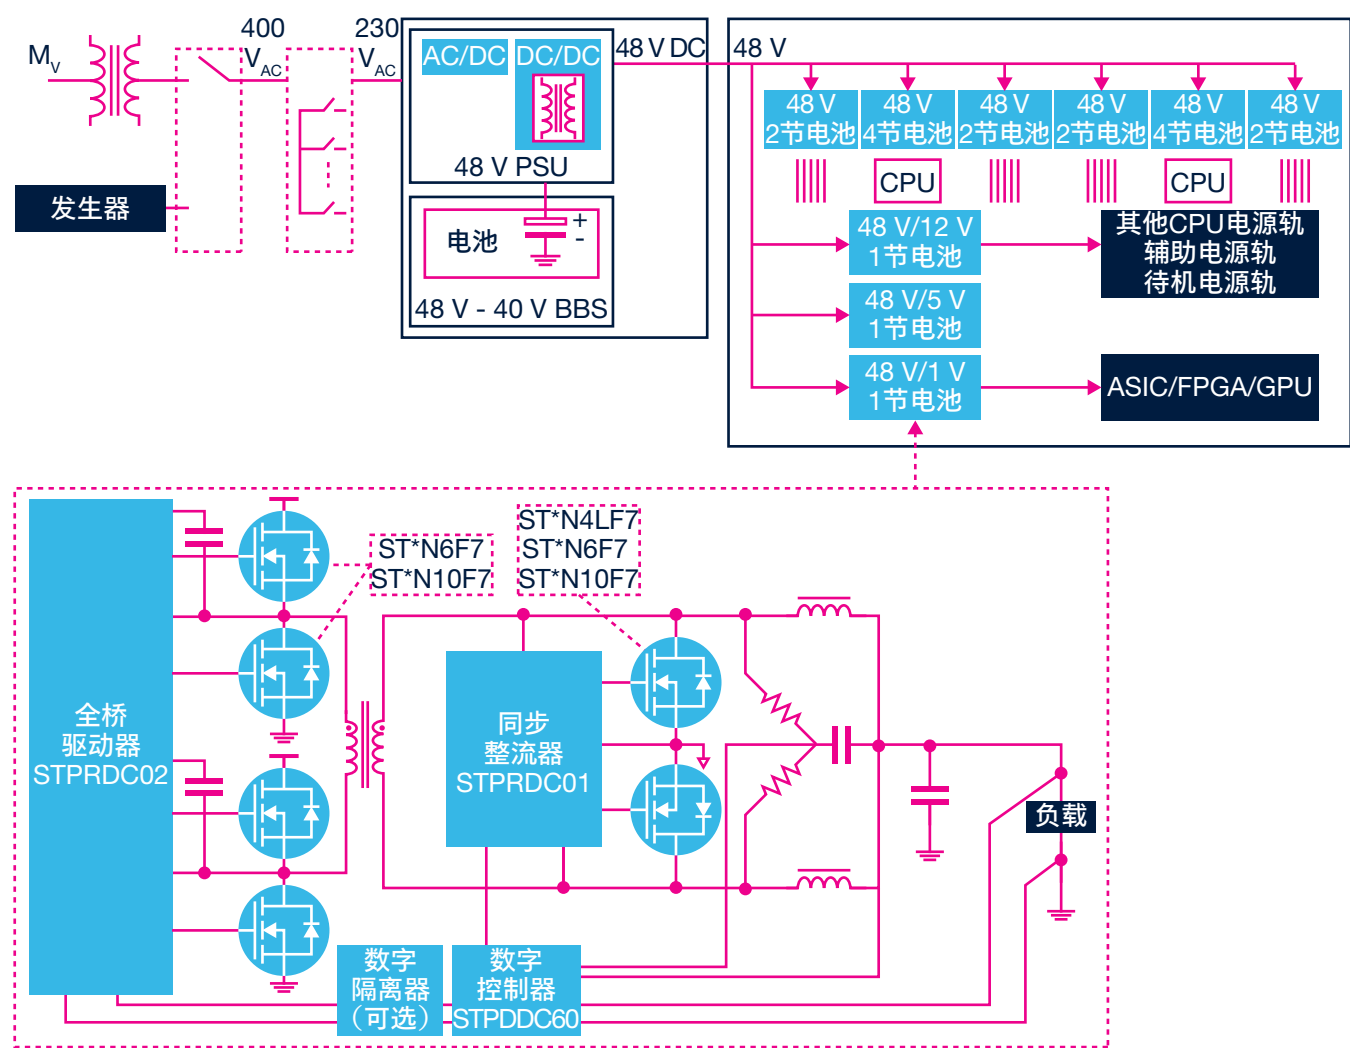 M_V
400
V_AC
230
V_AC
发生器
AC/DC
DC/DC
48 V PSU
电池
+
-
48 V - 40 V BBS
48 V DC
48 V
48 V
2节电池
48 V
4节电池
48 V
2节电池
48 V
2节电池
48 V
4节电池
48 V
2节电池
CPU
CPU
48 V/12 V
1节电池
其他CPU电源轨
辅助电源轨
待机电源轨
48 V/5 V
1节电池
48 V/1 V
1节电池
ASIC/FPGA/GPU
ST*N6F7
ST*N10F7
ST*N4LF7
ST*N6F7
ST*N10F7
全桥
驱动器
STPRDC02
同步
整流器
STPRDC01
负载
数字
隔离器
（可选）
数字
控制器
STPDDC60